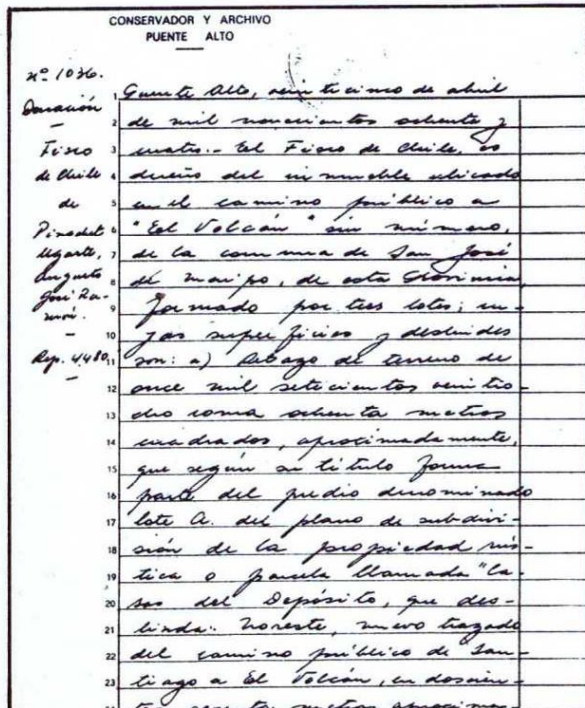 CONSERVADOR Y ARCHIVO
PUENTE ALTO
nº 1036.
Donación
Fisco
de Chile
de
Pinochet
Ugarte,
Augusto
José Ra-
món.
Rep. 4480
1 Puente Alto, veinticinco de abril
2 de mil novecientos ochenta y
3 cuatro.- El Fisco de Chile, es
4 dueño del inmueble ubicado
5 en el camino público a
6 "El Volcán" sin número,
7 de la comuna de San José
8 de Maipo, de esta Provincia,
9 formado por tres lotes; cu-
10 yas superficies y deslindes
11 son: a) Retazo de terreno de
12 once mil setecientos veintio-
13 cho coma ochenta metros
14 cuadrados, aproximadamente,
15 que según su título forma
16 parte del predio denominado
17 lote A. del plano de subdivi-
18 sión de la propiedad rús-
19 tica o parcela llamada "Ca-
20 sas del Depósito, que des-
21 linda: Noreste, nuevo trazado
22 del camino público de San-
23 tiago a El Volcán, en doscien-
metros aproxima-